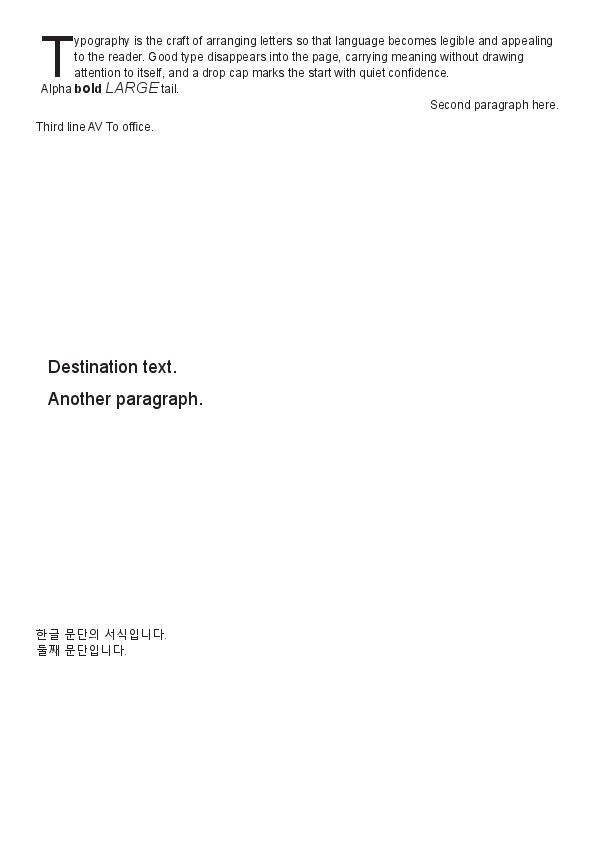 Typography is the craft of arranging letters so that language becomes legible and appealing
to the reader. Good type disappears into the page, carrying meaning without drawing
attention to itself, and a drop cap marks the start with quiet confidence.
Alpha bold LARGE tail.
Second paragraph here.
Third line AV To office.
Destination text.
Another paragraph.
한글 문단의 서식입니다.
둘째 문단입니다.